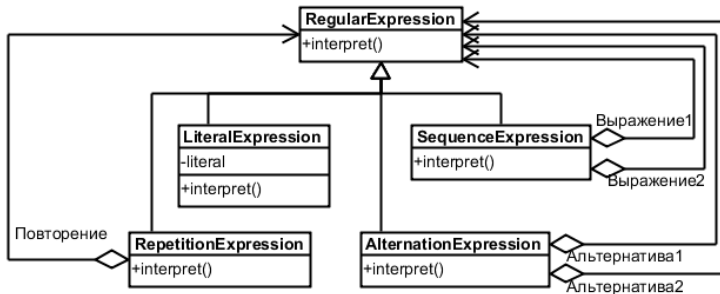 RegularExpression
+interpret()
LiteralExpression
-literal
+interpret()
SequenceExpression
+interpret()
Выражение1
Выражение2
Повторение
RepetitionExpression
+interpret()
AlternationExpression
+interpret()
Альтернатива1
Альтернатива2